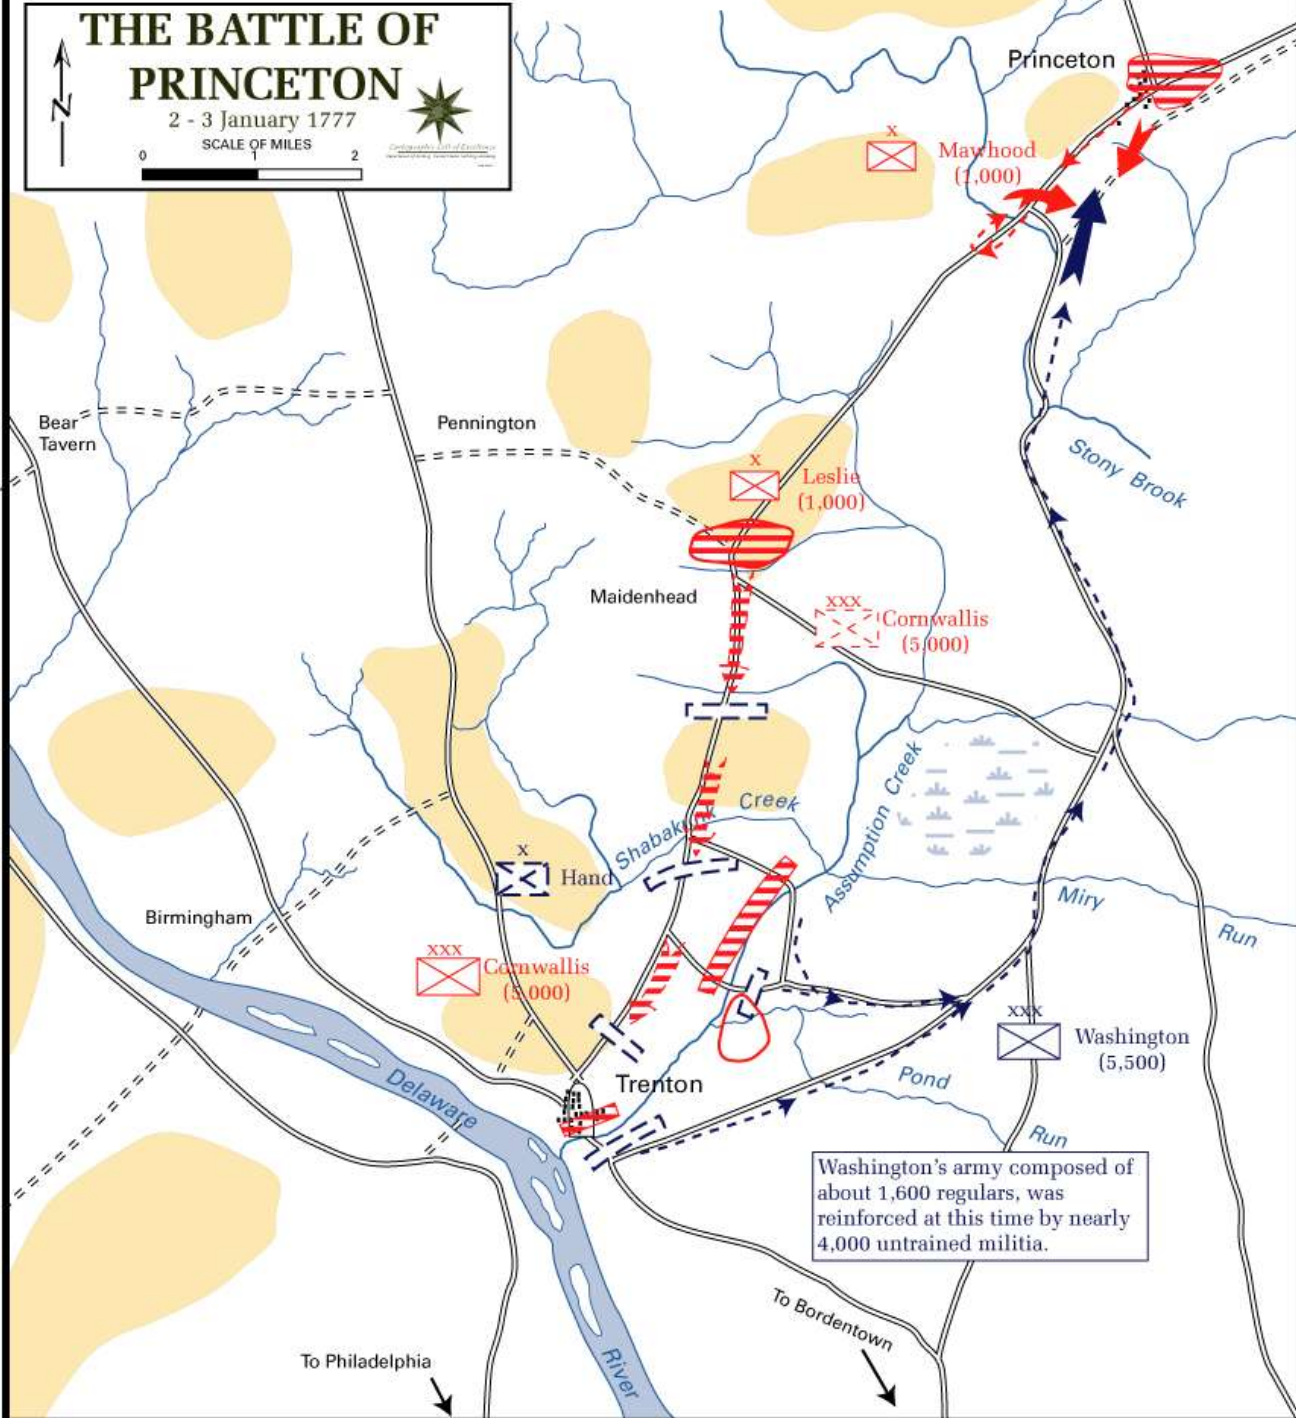 THE BATTLE OF
PRINCETON
2 - 3 January 1777
SCALE OF MILES
0 1 2
N
Princeton
x
Mawhood
(1,000)
Bear
Tavern
Pennington
Stony Brook
x
Leslie
(1,000)
Maidenhead
xxx
Cornwallis
(5,000)
Shabakunk Creek
Assumption Creek
x
Hand
Miry
Run
Birmingham
xxx
Cornwallis
(5,000)
xxx
Washington
(5,500)
Trenton
Delaware
River
Pond
Run
Washington's army composed of
about 1,600 regulars, was
reinforced at this time by nearly
4,000 untrained militia.
To Bordentown
To Philadelphia